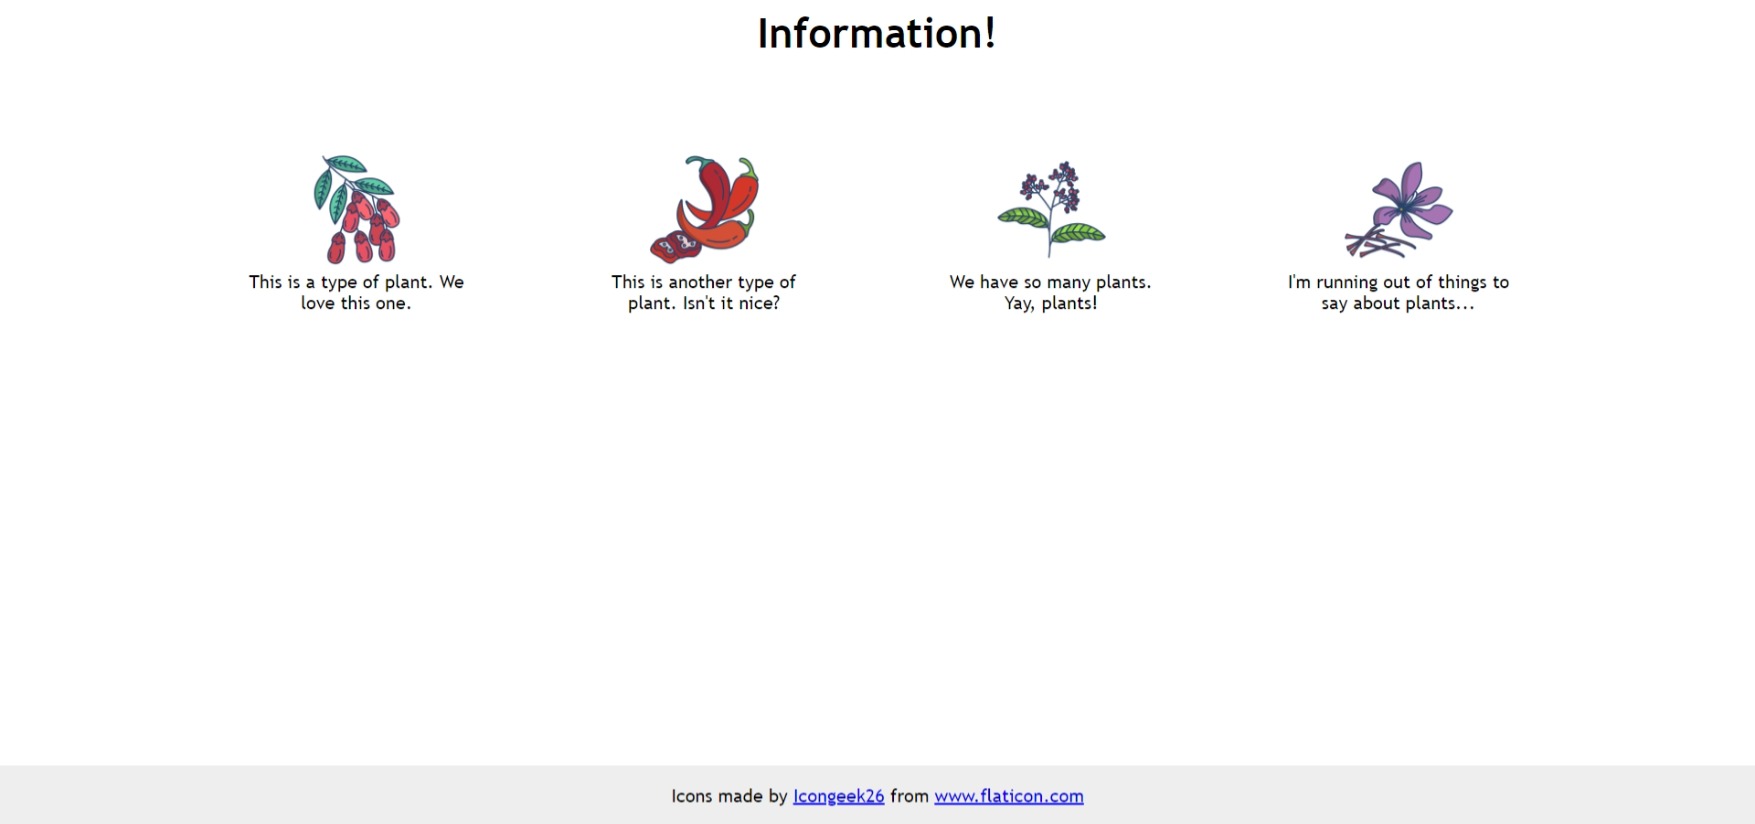 Information!
This is a type of plant. We
love this one.
This is another type of
plant. Isn't it nice?
We have so many plants.
Yay, plants!
I'm running out of things to
say about plants...
Icons made by Icongeek26 from www.flaticon.com